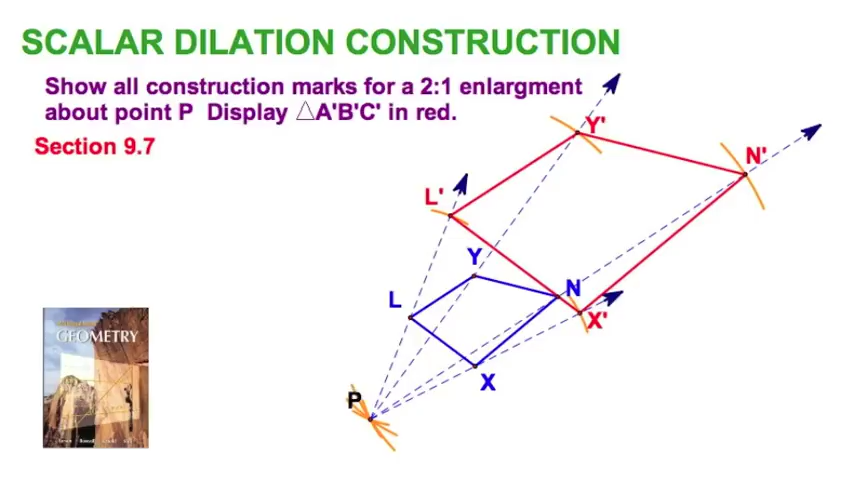 SCALAR DILATION CONSTRUCTION
Show all construction marks for a 2:1 enlargment
about point P Display △A'B'C' in red.
Section 9.7
Y'
N'
L'
Y
N
L
X'
X
P
GEOMETRY